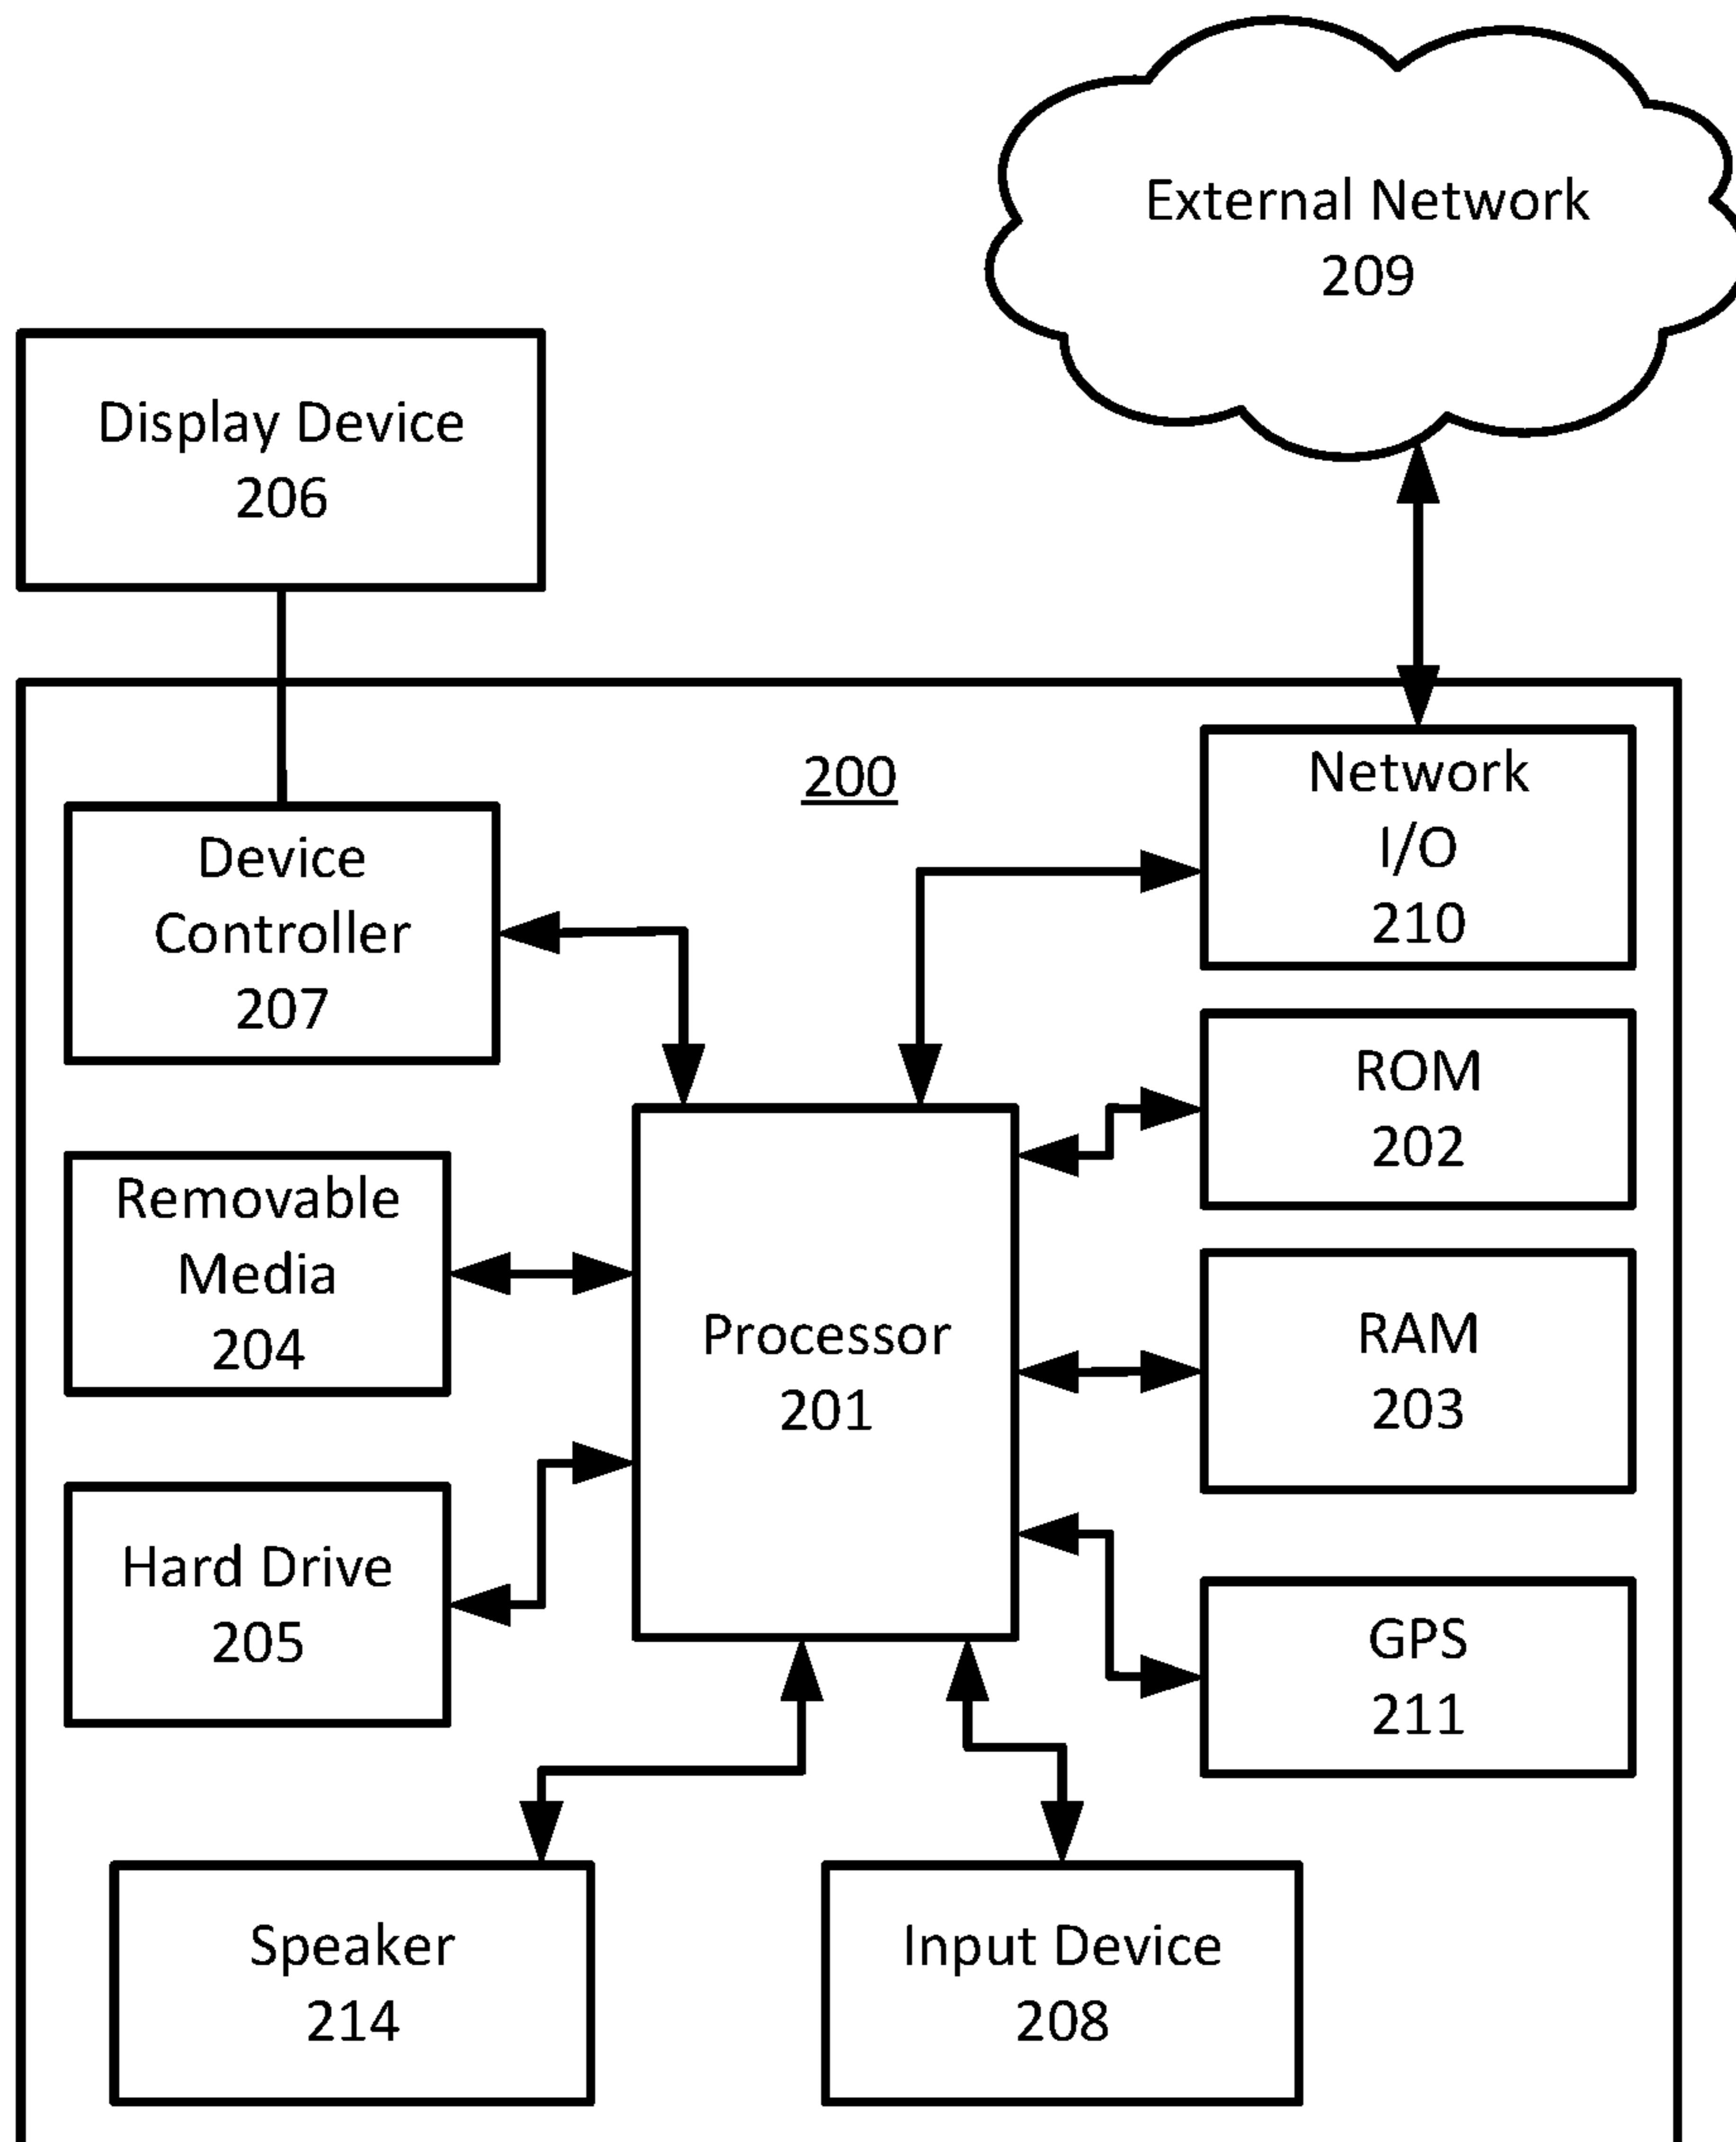 External Network
209
Display Device
206
200
Network
I/O
210
Device
Controller
207
ROM
202
Removable
Media
204
Processor
201
RAM
203
Hard Drive
205
GPS
211
Speaker
214
Input Device
208